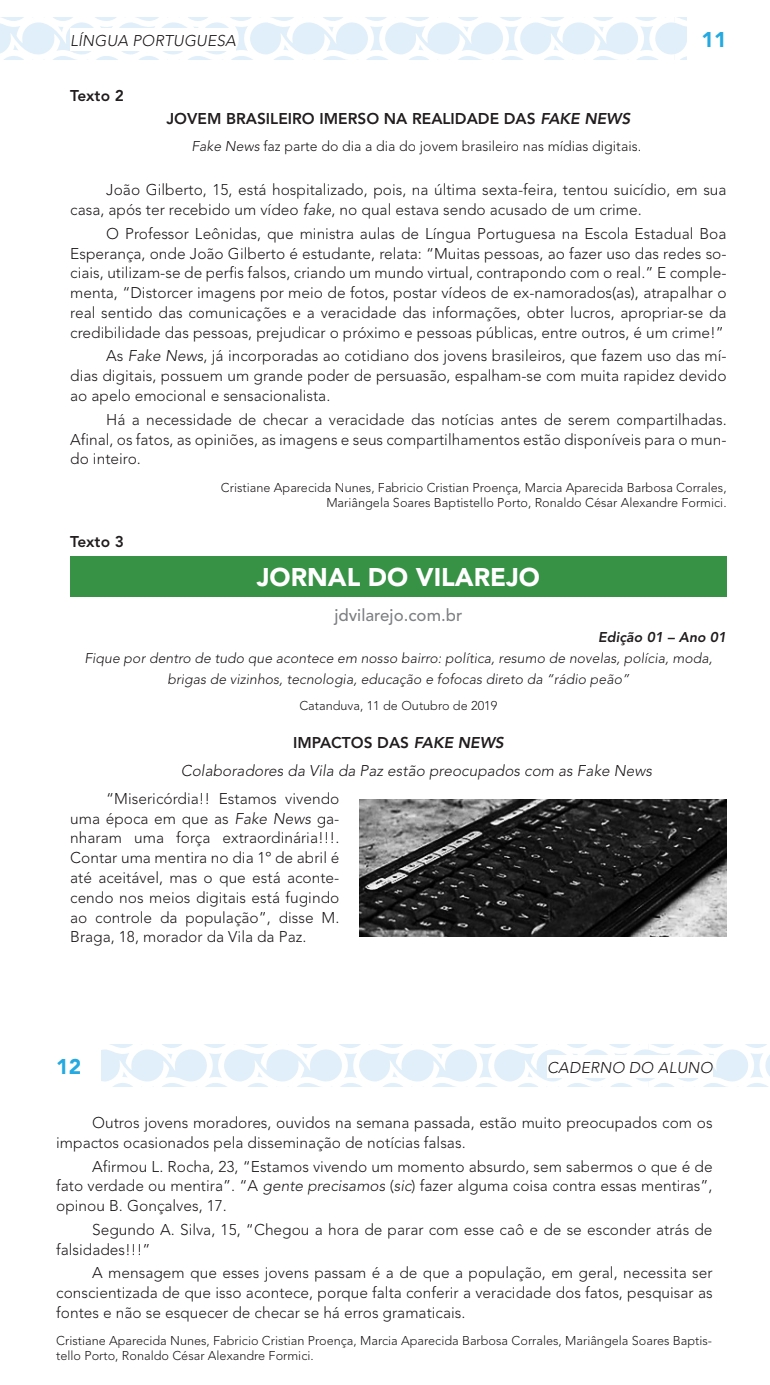 LÍNGUA PORTUGUESA
11
Texto 2
JOVEM BRASILEIRO IMERSO NA REALIDADE DAS FAKE NEWS
Fake News faz parte do dia a dia do jovem brasileiro nas mídias digitais.
João Gilberto, 15, está hospitalizado, pois, na última sexta-feira, tentou suicídio, em sua
casa, após ter recebido um vídeo fake, no qual estava sendo acusado de um crime.
O Professor Leônidas, que ministra aulas de Língua Portuguesa na Escola Estadual Boa
Esperança, onde João Gilberto é estudante, relata: “Muitas pessoas, ao fazer uso das redes so-
ciais, utilizam-se de perfis falsos, criando um mundo virtual, contrapondo com o real.” E comple-
menta, “Distorcer imagens por meio de fotos, postar vídeos de ex-namorados(as), atrapalhar o
real sentido das comunicações e a veracidade das informações, obter lucros, apropriar-se da
credibilidade das pessoas, prejudicar o próximo e pessoas públicas, entre outros, é um crime!”
As Fake News, já incorporadas ao cotidiano dos jovens brasileiros, que fazem uso das mí-
dias digitais, possuem um grande poder de persuasão, espalham-se com muita rapidez devido
ao apelo emocional e sensacionalista.
Há a necessidade de checar a veracidade das notícias antes de serem compartilhadas.
Afinal, os fatos, as opiniões, as imagens e seus compartilhamentos estão disponíveis para o mun-
do inteiro.
Cristiane Aparecida Nunes, Fabricio Cristian Proença, Marcia Aparecida Barbosa Corrales,
Mariângela Soares Baptistello Porto, Ronaldo César Alexandre Formici.
Texto 3
JORNAL DO VILAREJO
jdvilarejo.com.br
Edição 01 – Ano 01
Fique por dentro de tudo que acontece em nosso bairro: política, resumo de novelas, polícia, moda,
brigas de vizinhos, tecnologia, educação e fofocas direto da “rádio peão”
Catanduva, 11 de Outubro de 2019
IMPACTOS DAS FAKE NEWS
Colaboradores da Vila da Paz estão preocupados com as Fake News
“Misericórdia!! Estamos vivendo
uma época em que as Fake News ga-
nharam uma força extraordinária!!!.
Contar uma mentira no dia 1º de abril é
até aceitável, mas o que está aconte-
cendo nos meios digitais está fugindo
ao controle da população”, disse M.
Braga, 18, morador da Vila da Paz.
12
CADERNO DO ALUNO
Outros jovens moradores, ouvidos na semana passada, estão muito preocupados com os
impactos ocasionados pela disseminação de notícias falsas.
Afirmou L. Rocha, 23, “Estamos vivendo um momento absurdo, sem sabermos o que é de
fato verdade ou mentira”. “A gente precisamos (sic) fazer alguma coisa contra essas mentiras”,
opinou B. Gonçalves, 17.
Segundo A. Silva, 15, “Chegou a hora de parar com esse caô e de se esconder atrás de
falsidades!!!”
A mensagem que esses jovens passam é a de que a população, em geral, necessita ser
conscientizada de que isso acontece, porque falta conferir a veracidade dos fatos, pesquisar as
fontes e não se esquecer de checar se há erros gramaticais.
Cristiane Aparecida Nunes, Fabricio Cristian Proença, Marcia Aparecida Barbosa Corrales, Mariângela Soares Baptis-
tello Porto, Ronaldo César Alexandre Formici.